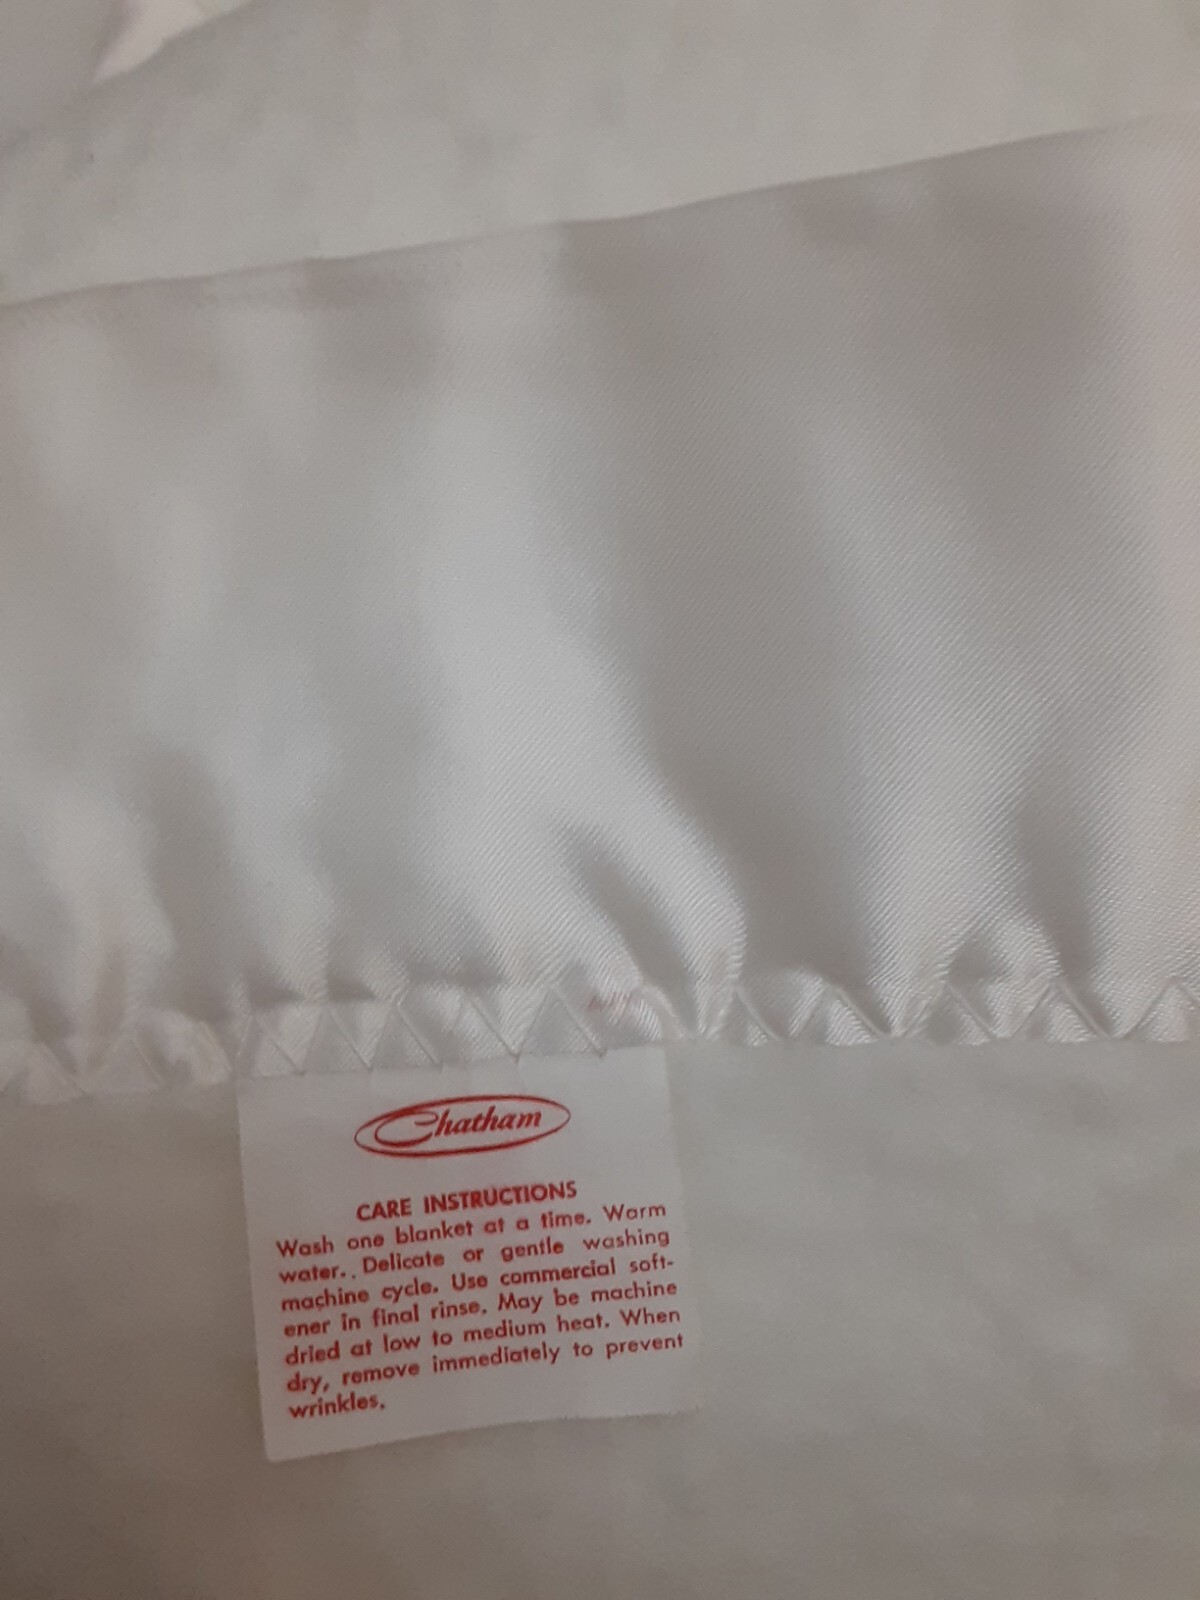 Chatham
CARE INSTRUCTIONS
Wash one blanket at a time. Warm
water.. Delicate or gentle washing
machine cycle. Use commercial soft-
ener in final rinse. May be machine
dried at low to medium heat. When
dry, remove immediately to prevent
wrinkles.